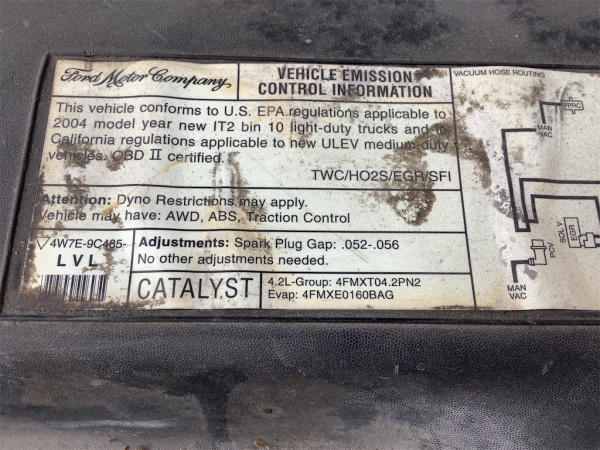 Ford Motor Company
VEHICLE EMISSION
CONTROL INFORMATION
This vehicle conforms to U.S. EPA regulations applicable to
2004 model year new IT2 bin 10 light-duty trucks and to
California regulations applicable to new ULEV medium-duty
vehicles. OBD II certified.
TWC/HO2S/EGR/SFI
Attention: Dyno Restrictions may apply.
Vehicle may have: AWD, ABS, Traction Control
4W7E-9C485-
LVL
Adjustments: Spark Plug Gap: .052-.056
No other adjustments needed.
CATALYST
4.2L-Group: 4FMXT04.2PN2
Evap: 4FMXE0160BAG
VACUUM HOSE ROUTING
FPRC
MAN
VAC
SOL V
EGR
PCV
MAN
VAC